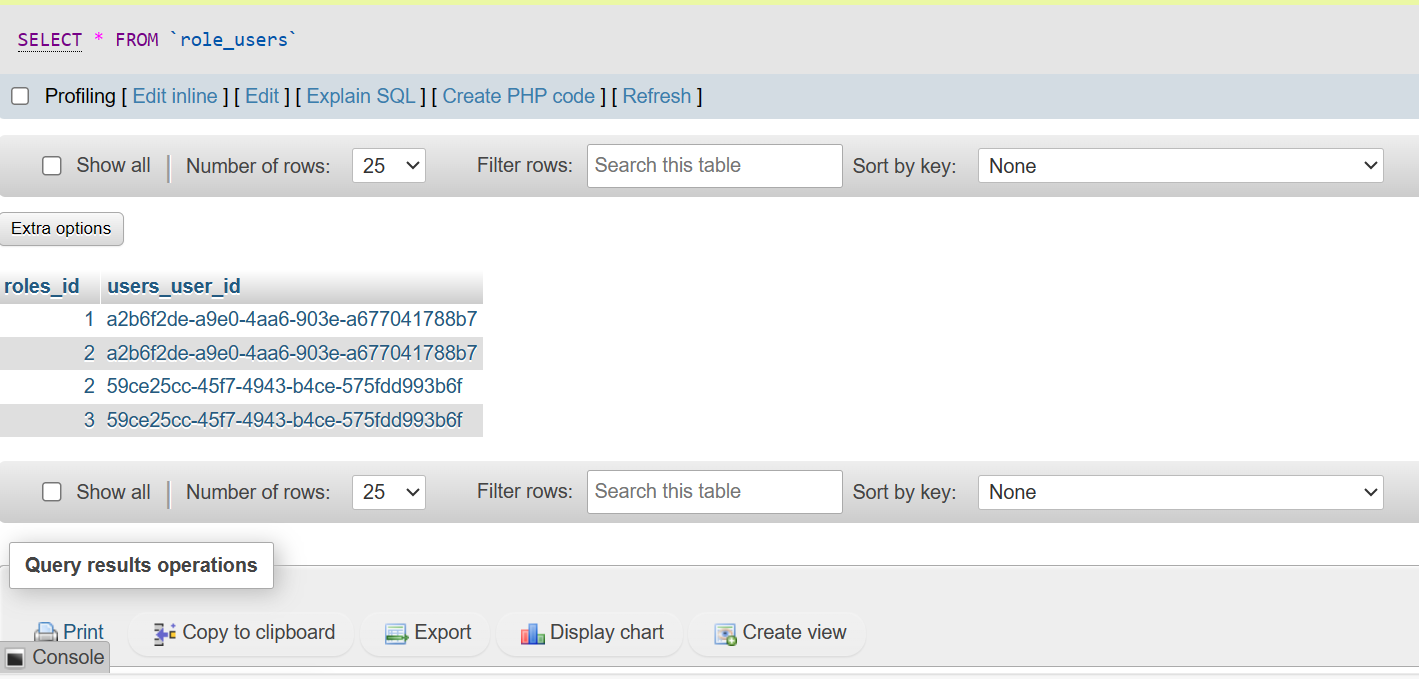 SELECT * FROM `role_users`
Profiling [ Edit inline ] [ Edit ] [ Explain SQL ] [ Create PHP code ] [ Refresh ]
Show all Number of rows: 25 Filter rows: Search this table Sort by key: None
Extra options
roles_id users_user_id
1 a2b6f2de-a9e0-4aa6-903e-a677041788b7
2 a2b6f2de-a9e0-4aa6-903e-a677041788b7
2 59ce25cc-45f7-4943-b4ce-575fdd993b6f
3 59ce25cc-45f7-4943-b4ce-575fdd993b6f
Show all Number of rows: 25 Filter rows: Search this table Sort by key: None
Query results operations
Print Copy to clipboard Export Display chart Create view
Console